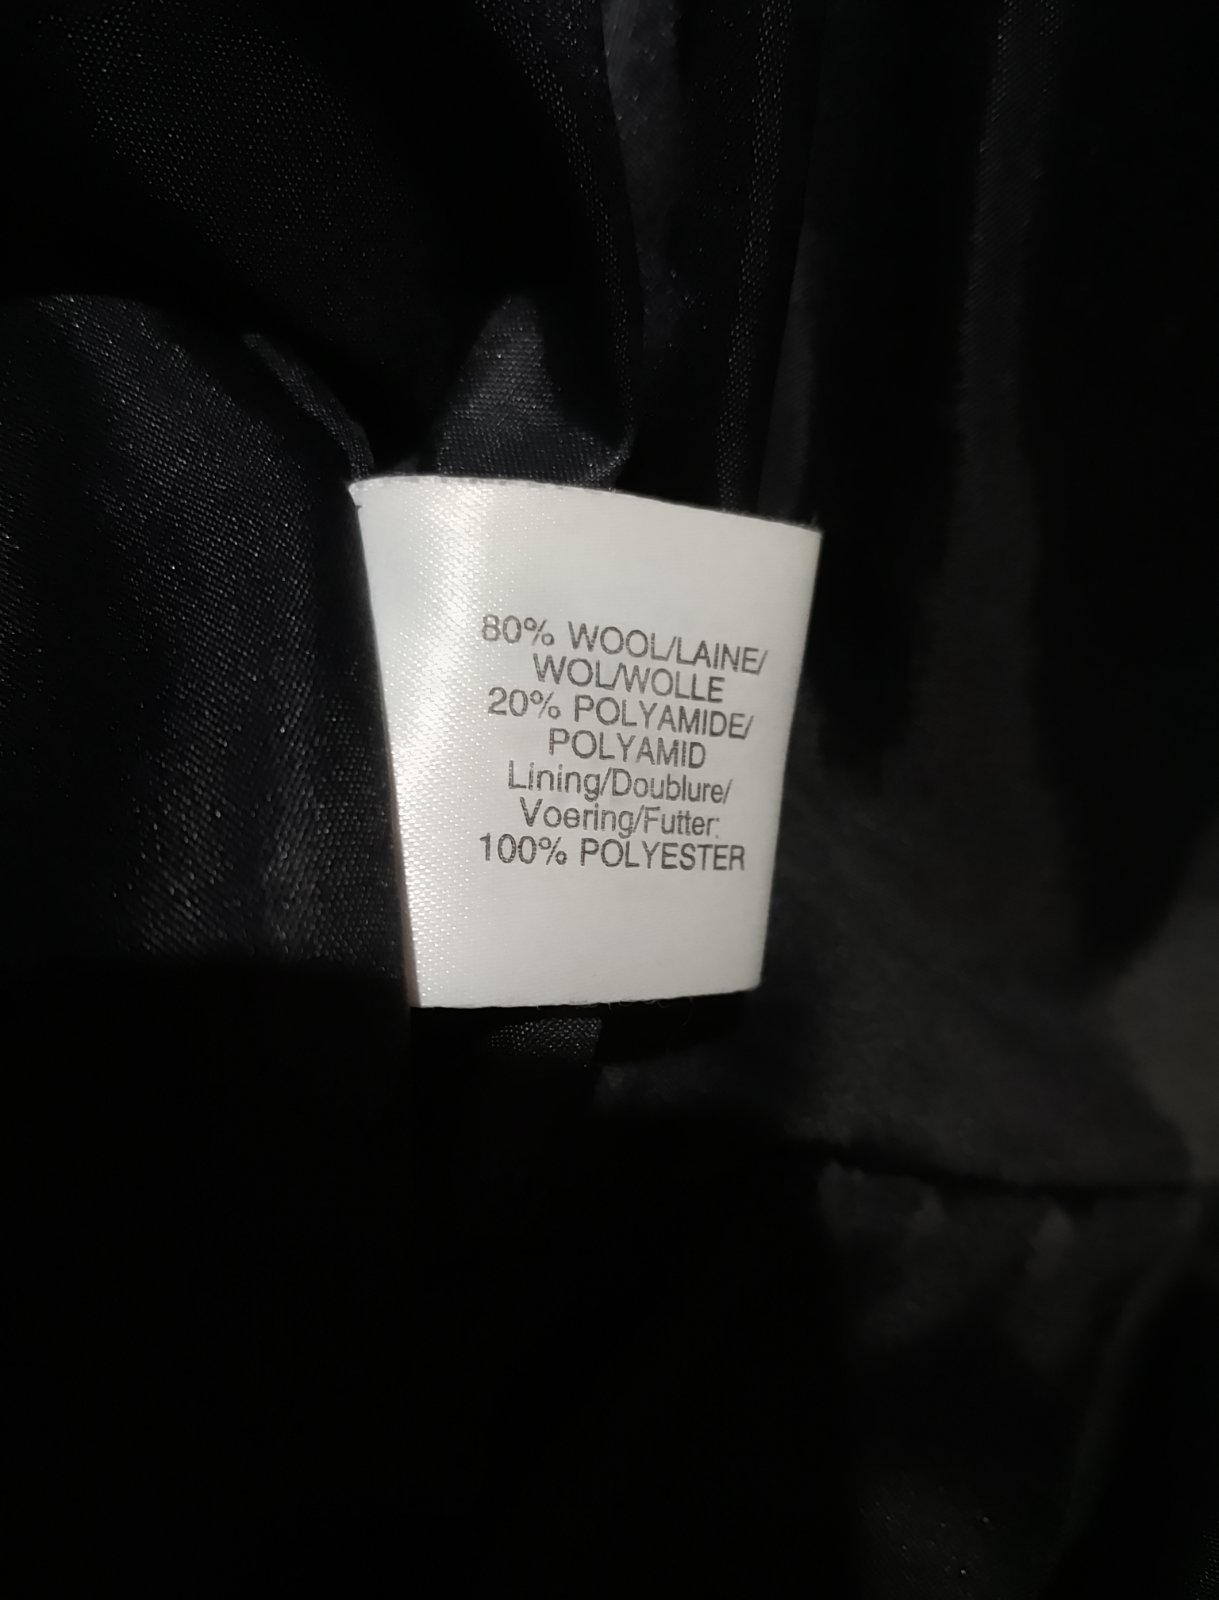 80% WOOL/LAINE/
WOL/WOLLE
20% POLYAMIDE/
POLYAMID
Lining/Doublure/
Voering/Futter:
100% POLYESTER